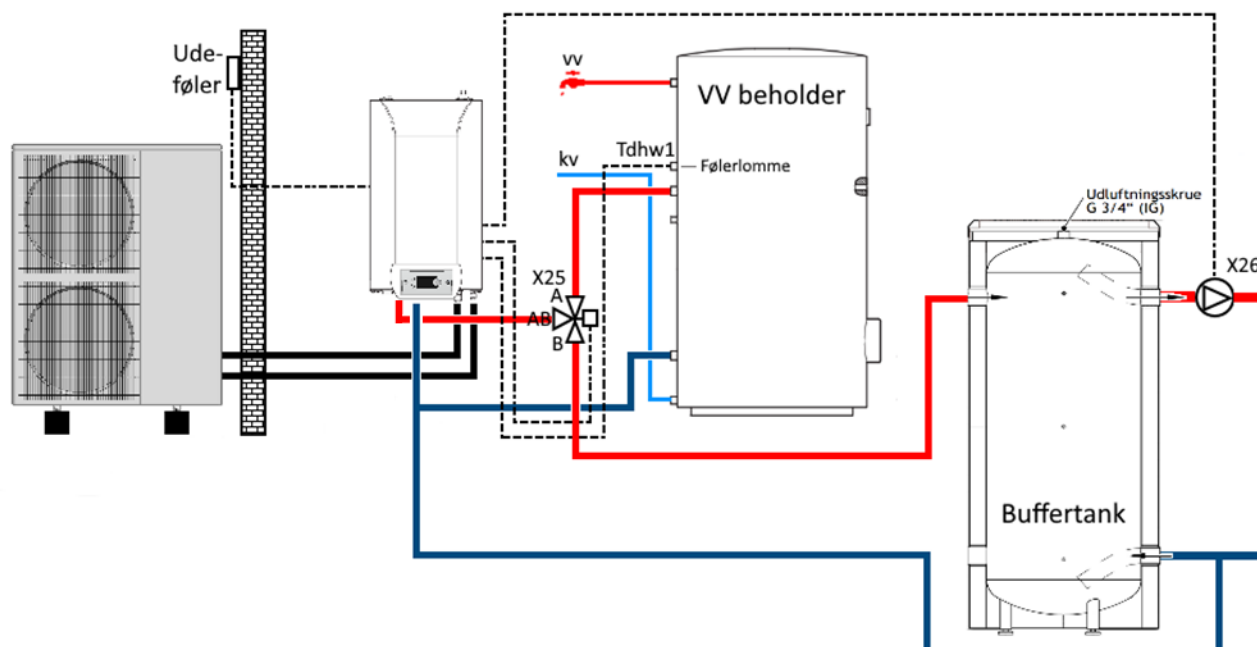 Ude-
føler
vv
VV beholder
Tdhw1
Følerlomme
kv
Udluftningsskrue
G 3/4" (IG)
X25
A
AB
B
X26
Buffertank